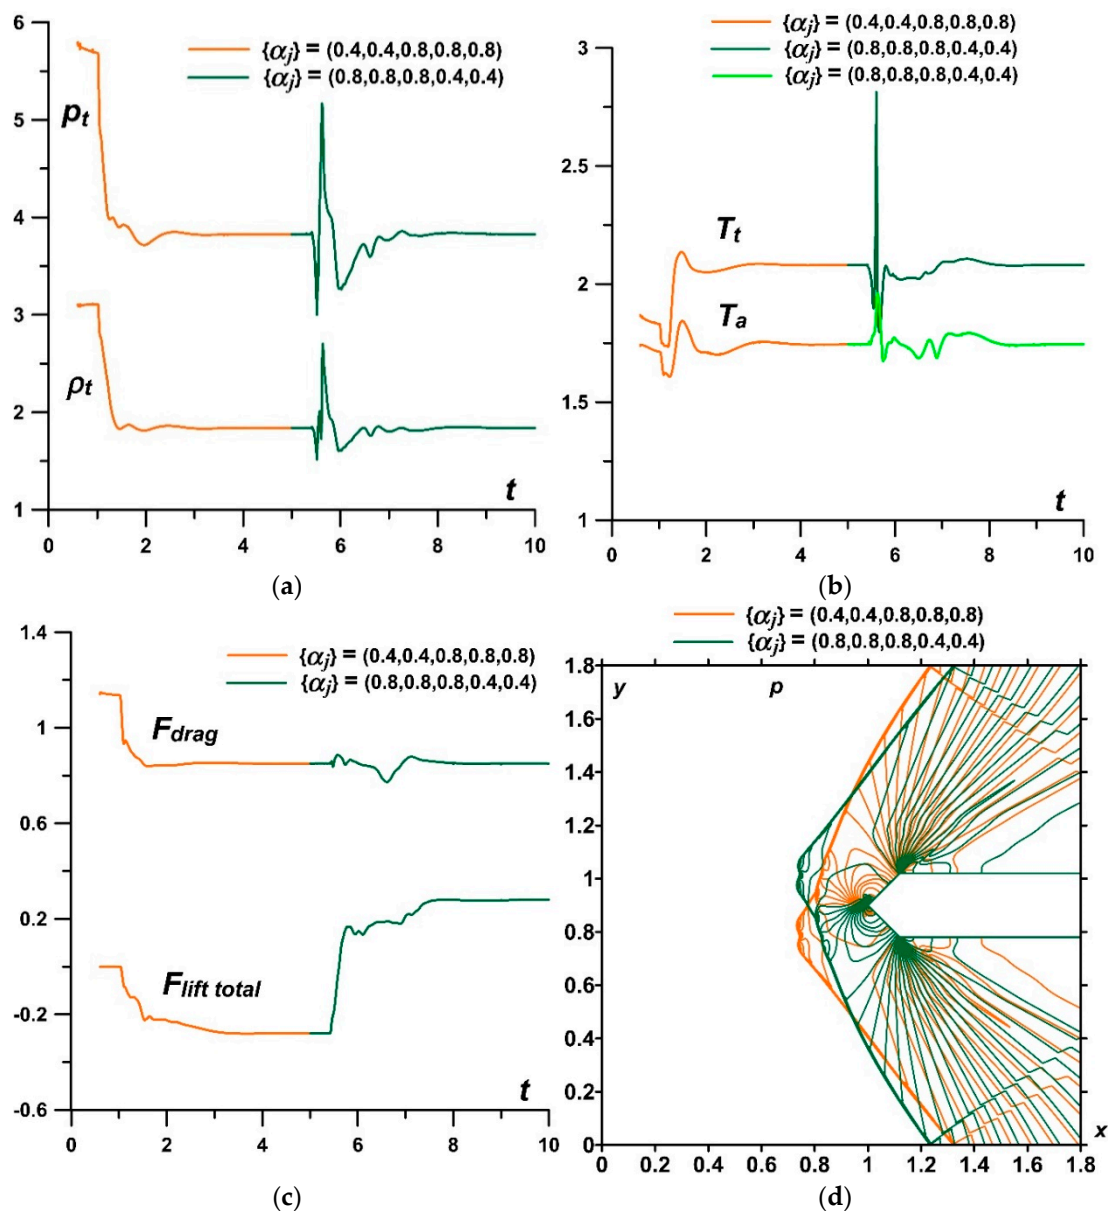 {αj} = (0.4,0.4,0.8,0.8,0.8)
{αj} = (0.8,0.8,0.8,0.4,0.4)
6
5
4
3
2
1
pt
ρt
t
0 2 4 6 8 10
(a)
{αj} = (0.4,0.4,0.8,0.8,0.8)
{αj} = (0.8,0.8,0.8,0.4,0.4)
{αj} = (0.8,0.8,0.8,0.4,0.4)
3
2.5
2
1.5
1
Tt
Ta
t
0 2 4 6 8 10
(b)
{αj} = (0.4,0.4,0.8,0.8,0.8)
{αj} = (0.8,0.8,0.8,0.4,0.4)
1.4
1
0.6
0.2
-0.2
-0.6
Fdrag
Flift total
t
0 2 4 6 8 10
(c)
{αj} = (0.4,0.4,0.8,0.8,0.8)
{αj} = (0.8,0.8,0.8,0.4,0.4)
1.8
y p
1.6
1.4
1.2
1
0.8
0.6
0.4
0.2
0
x
0 0.2 0.4 0.6 0.8 1 1.2 1.4 1.6 1.8
(d)